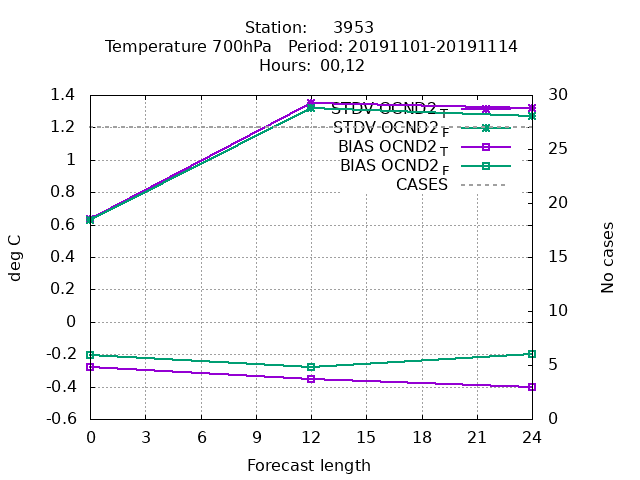 Station: 3953
Temperature 700hPa Period: 20191101-20191114
Hours: 00,12
1.4
1.2
1
0.8
0.6
0.4
0.2
0
-0.2
-0.4
-0.6
deg C
30
25
20
15
10
5
0
No cases
STDV OCND2 T
STDV OCND2 F
BIAS OCND2 T
BIAS OCND2 F
CASES
0 3 6 9 12 15 18 21 24
Forecast length